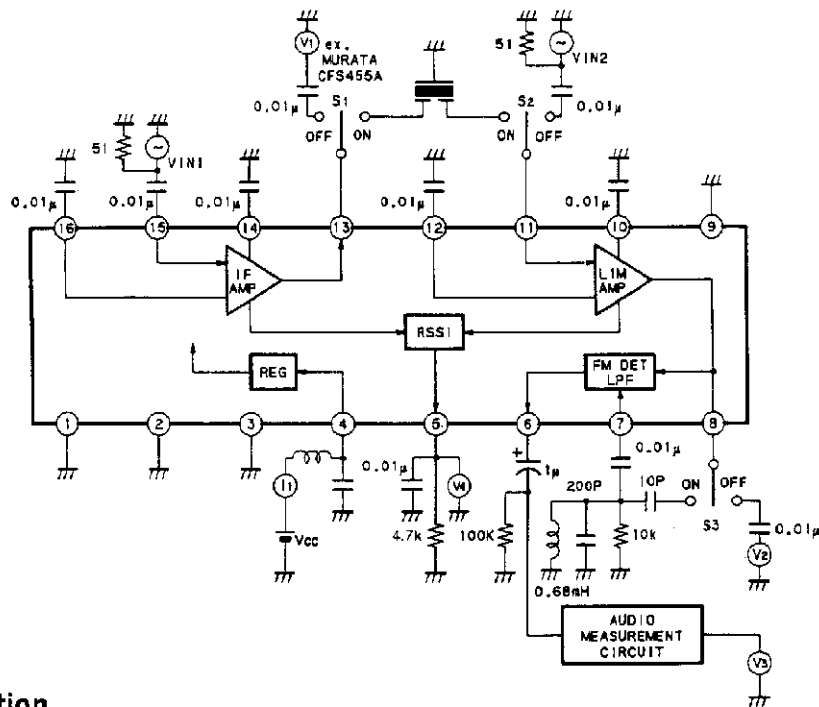 V1
ex.
MURATA
CFS455A
51
~
VIN2
0.01μ
S1
OFF
ON
S2
ON
OFF
0.01μ
51
~
VIN1
0.01μ
0.01μ
0.01μ
0.01μ
0.01μ
16
15
14
13
12
11
10
9
IF
AMP
LIM
AMP
RSSI
REG
FM DET
LPF
1
2
3
4
5
6
7
8
I1
Vcc
0.01μ
V4
4.7k
+
1μ
100K
0.01μ
200P
10P
ON
OFF
S3
0.01μ
V2
10k
0.68mH
AUDIO
MEASUREMENT
CIRCUIT
V3